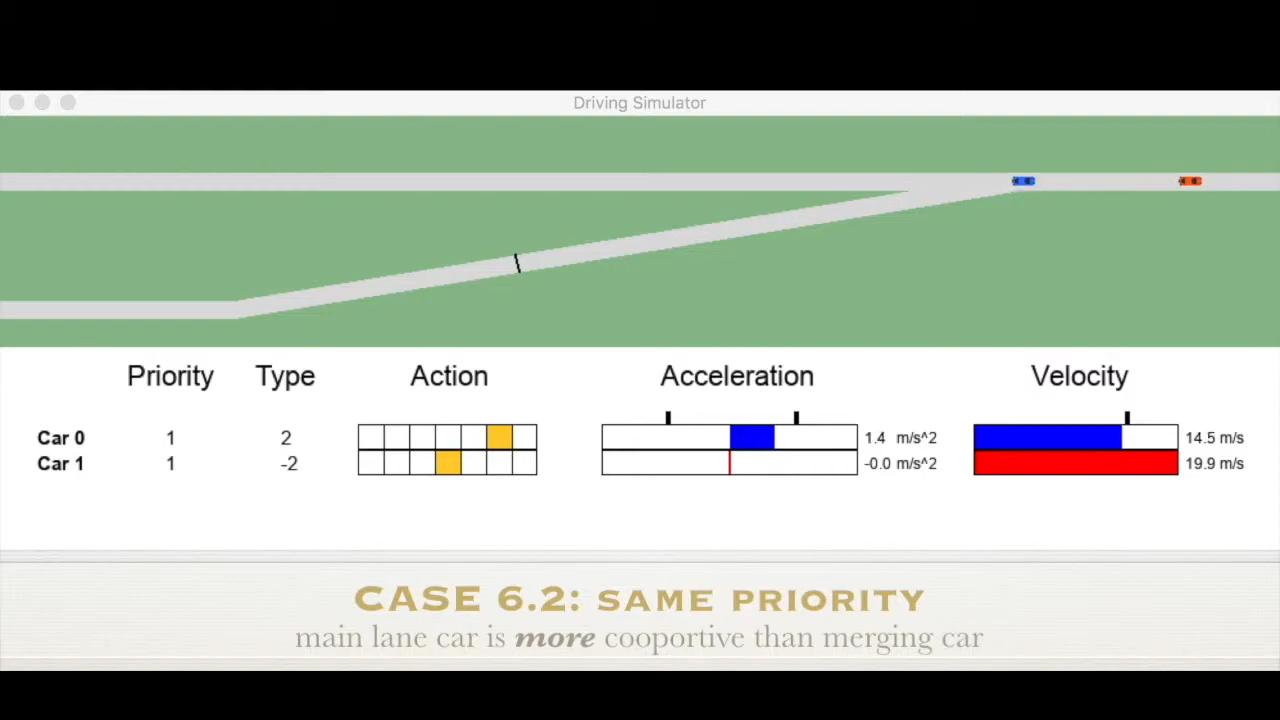 Driving Simulator
Priority Type Action Acceleration Velocity
Car 0 1 2 1.4 m/s^2 14.5 m/s
Car 1 1 -2 -0.0 m/s^2 19.9 m/s
CASE 6.2: SAME PRIORITY
main lane car is more cooportive than merging car